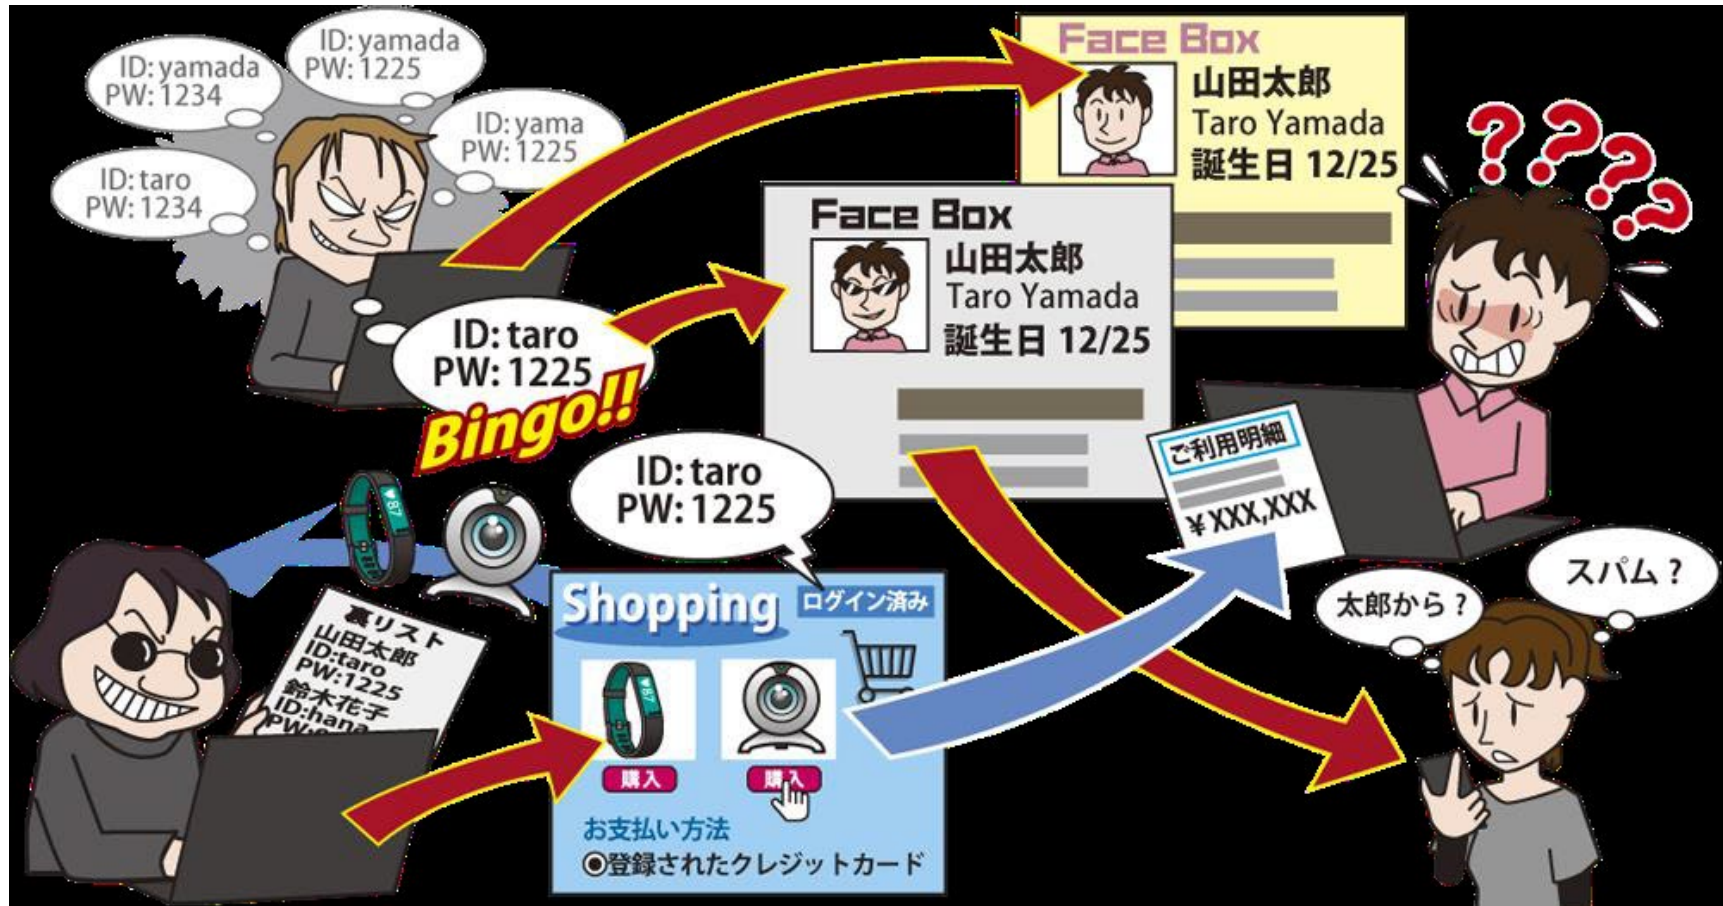 ID: yamada
PW: 1225
ID: yamada
PW: 1234
ID: yama
PW: 1225
ID: taro
PW: 1234
ID: taro
PW: 1225
Bingo!!
Face Box
山田太郎
Taro Yamada
誕生日 12/25
Face Box
山田太郎
Taro Yamada
誕生日 12/25
????
ご利用明細
¥XXX,XXX
ID: taro
PW: 1225
87
裏リスト
山田太郎
ID:taro
PW:1225
鈴木花子
ID:hana
Shopping
ログイン済み
87
購入
購入
お支払い方法
◉登録されたクレジットカード
太郎から?
スパム?